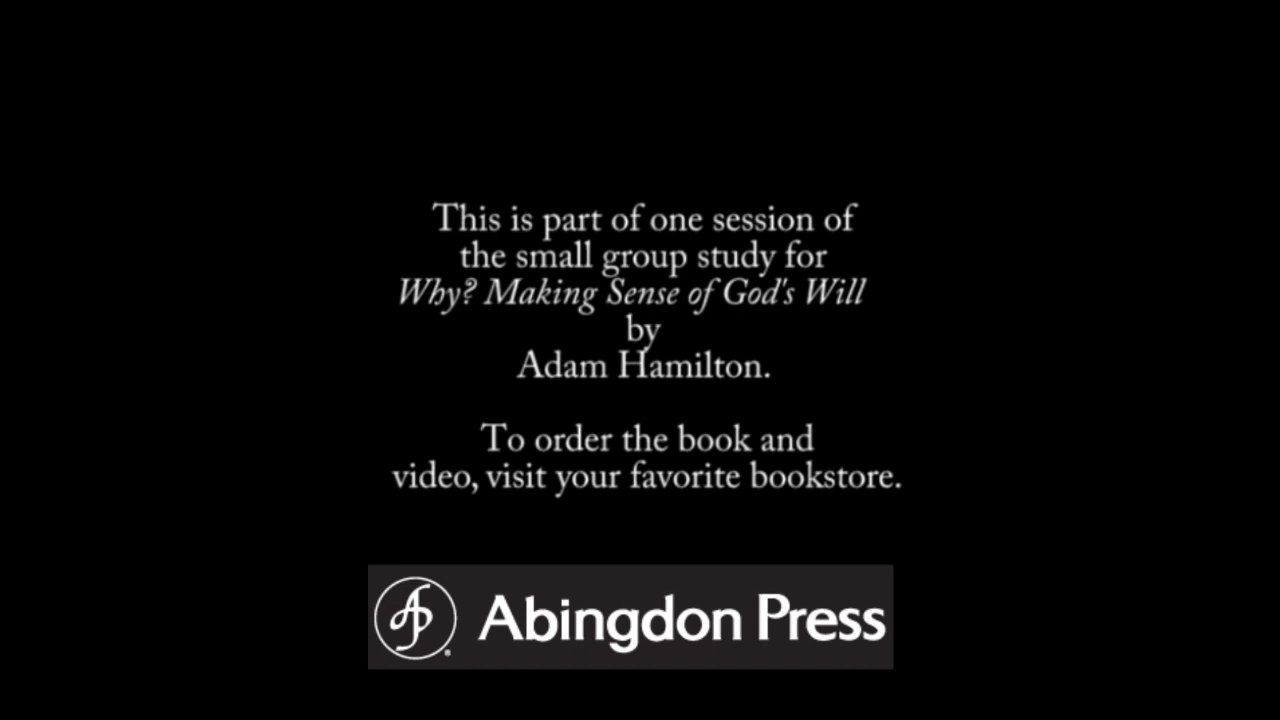 This is part of one session of
the small group study for
Why? Making Sense of God's Will
by
Adam Hamilton.
To order the book and
video, visit your favorite bookstore.
Abingdon Press